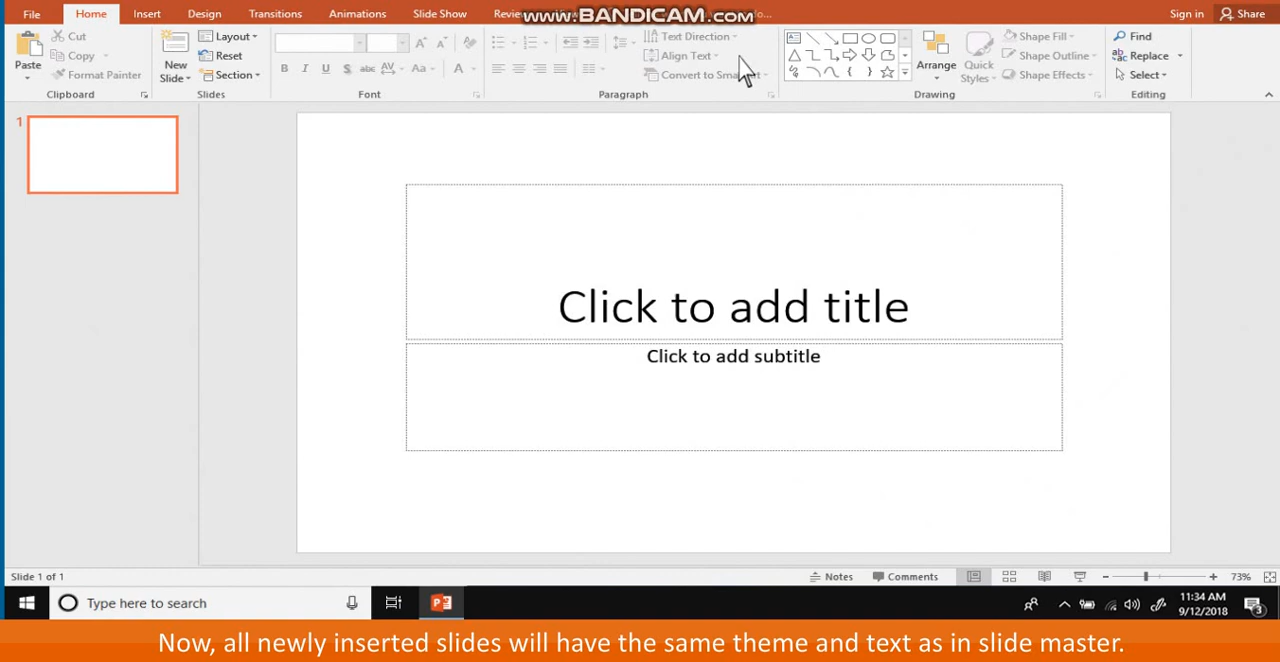 www.BANDICAM.com
File Home Insert Design Transitions Animations Slide Show Sign in Share
Paste Cut Copy Format Painter Clipboard
New Slide Layout Reset Section Slides
B I U S abc AV Aa A Font
Text Direction Align Text Paragraph
Arrange Quick Styles Shape Fill Shape Outline Shape Effects Drawing
Find Replace Select Editing
1
Click to add title
Click to add subtitle
Slide 1 of 1 Notes Comments 73%
Type here to search 11:34 AM
9/12/2018 3
Now, all newly inserted slides will have the same theme and text as in slide master.